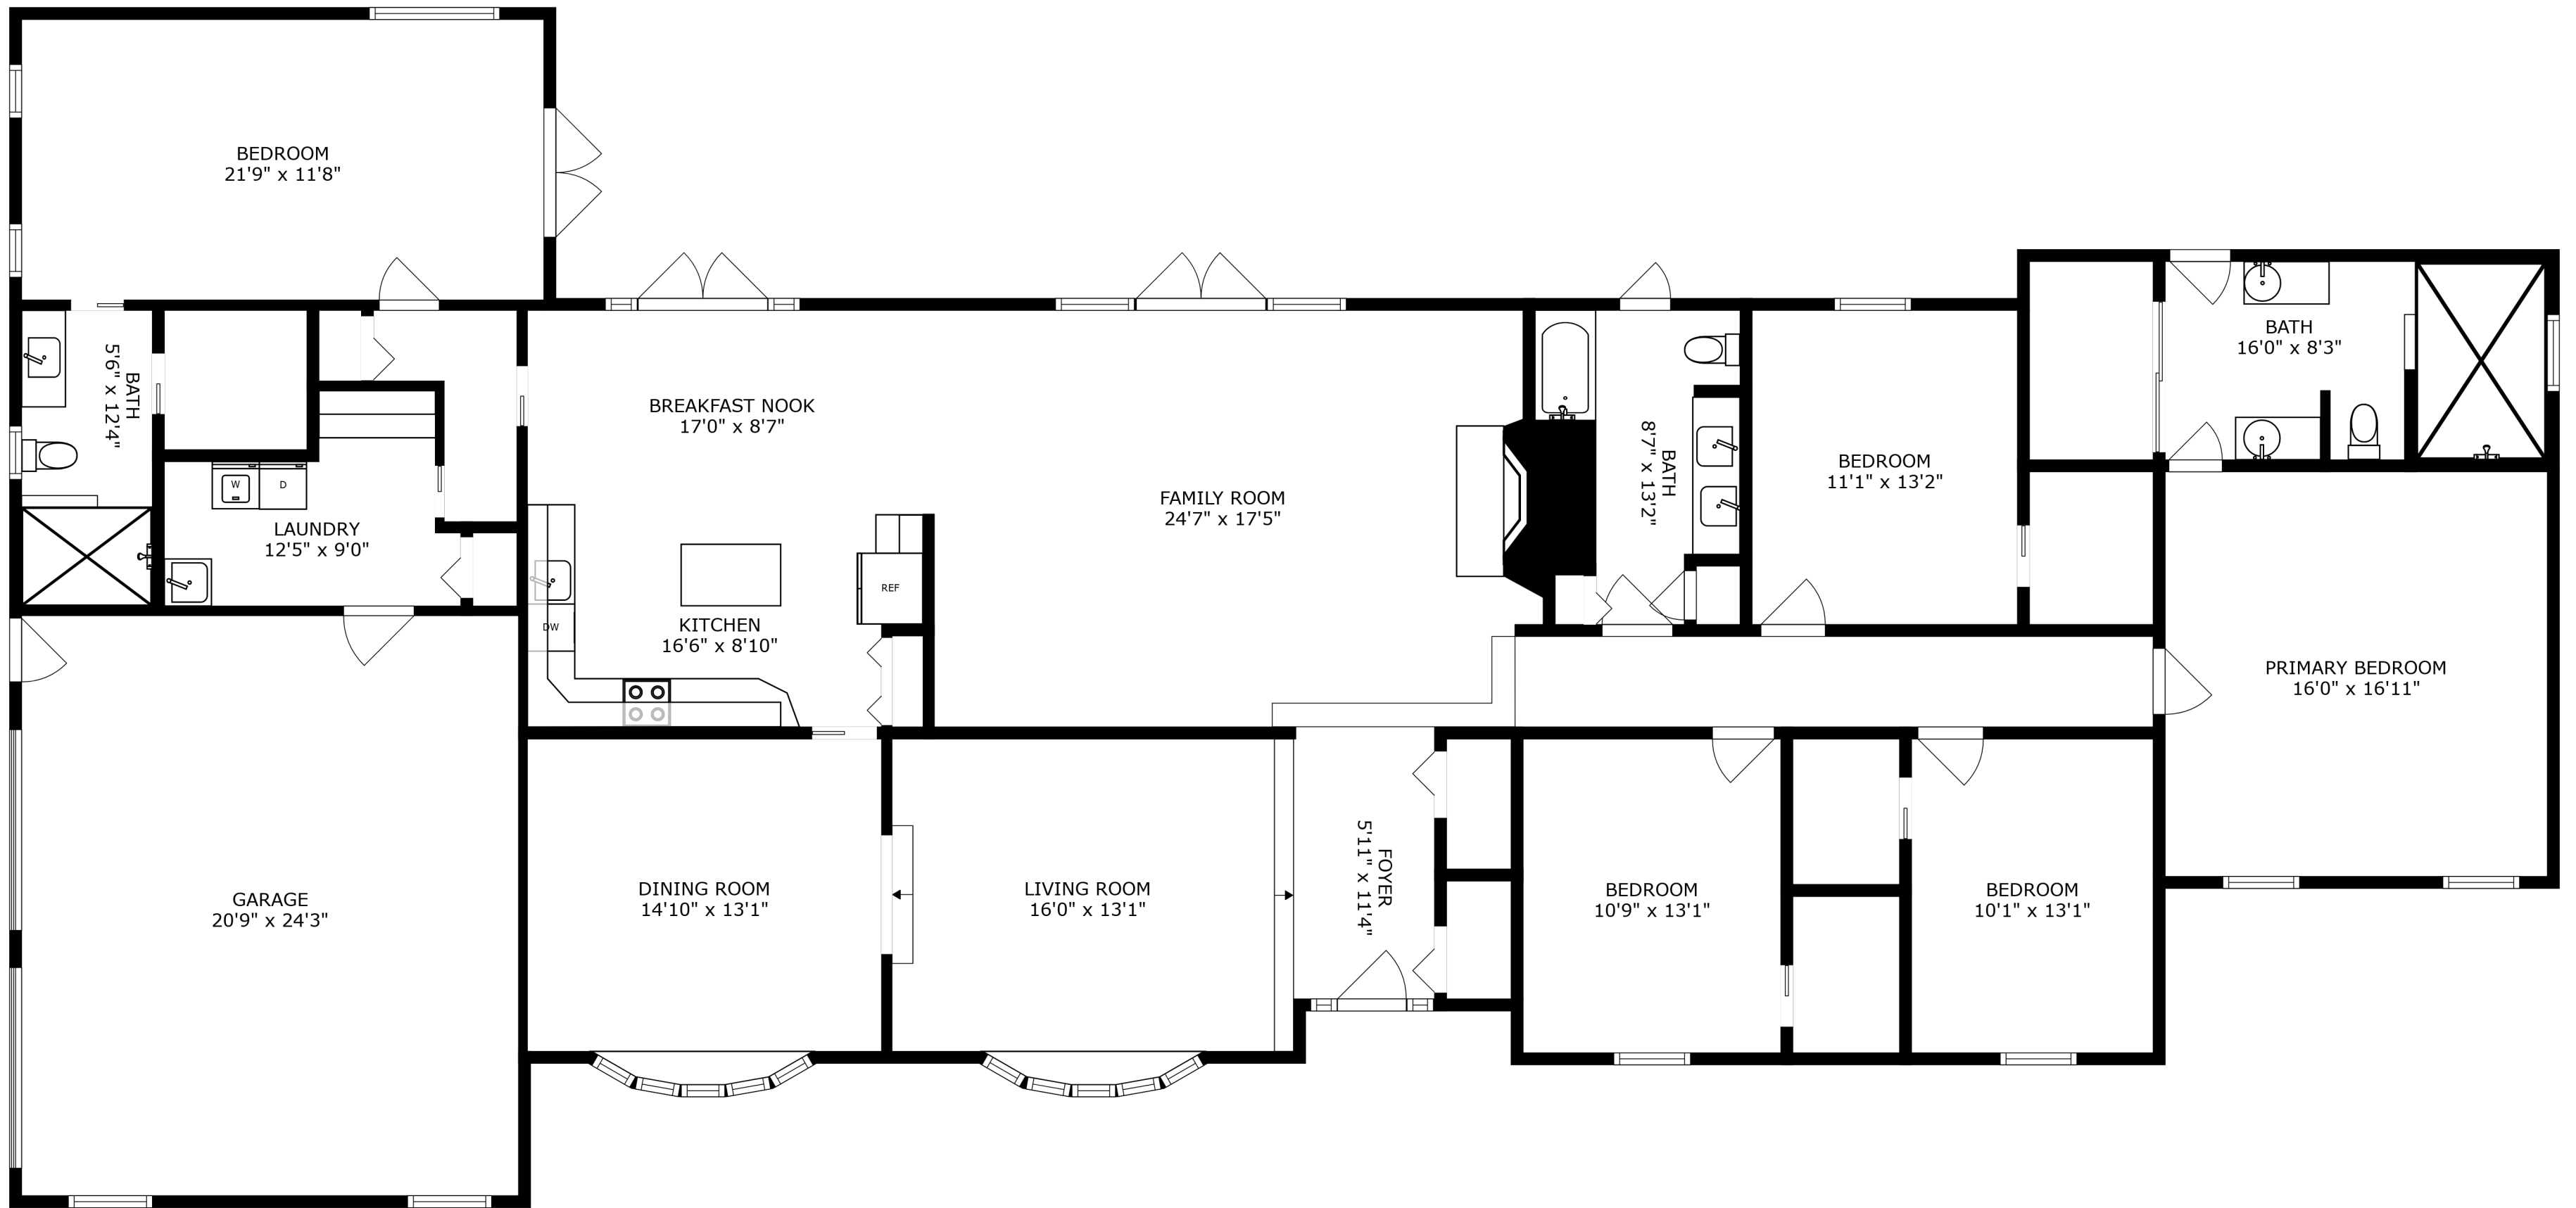 BEDROOM
21'9" x 11'8"
BATH
5'6" x 12'4"
W
D
LAUNDRY
12'5" x 9'0"
BREAKFAST NOOK
17'0" x 8'7"
REF
DW
KITCHEN
16'6" x 8'10"
FAMILY ROOM
24'7" x 17'5"
BATH
8'7" x 13'2"
BEDROOM
11'1" x 13'2"
BATH
16'0" x 8'3"
PRIMARY BEDROOM
16'0" x 16'11"
GARAGE
20'9" x 24'3"
DINING ROOM
14'10" x 13'1"
LIVING ROOM
16'0" x 13'1"
FOYER
5'11" x 11'4"
BEDROOM
10'9" x 13'1"
BEDROOM
10'1" x 13'1"